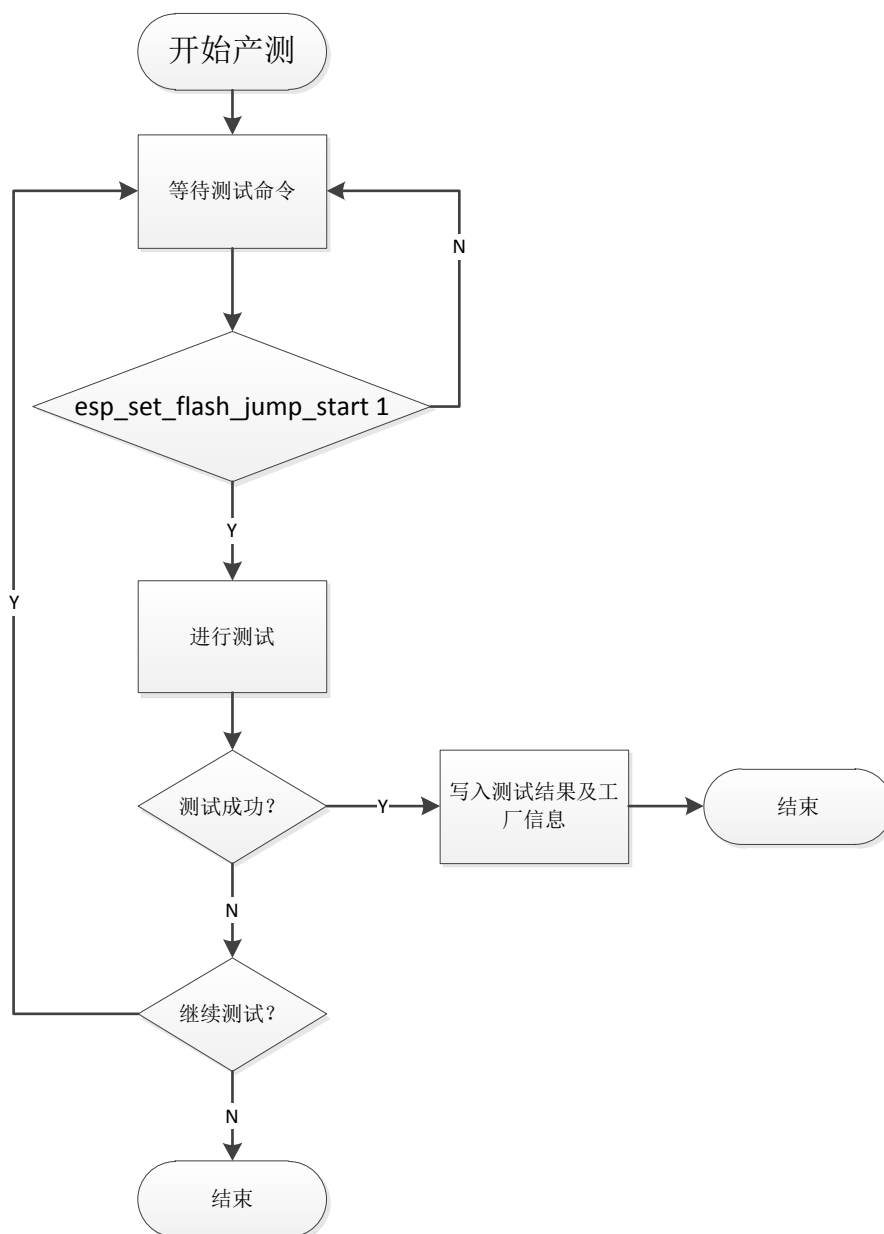 开始产测
等待测试命令
N
esp_set_flash_jump_start 1
Y
Y
进行测试
测试成功？
Y
写入测试结果及工
厂信息
结束
N
继续测试？
N
结束